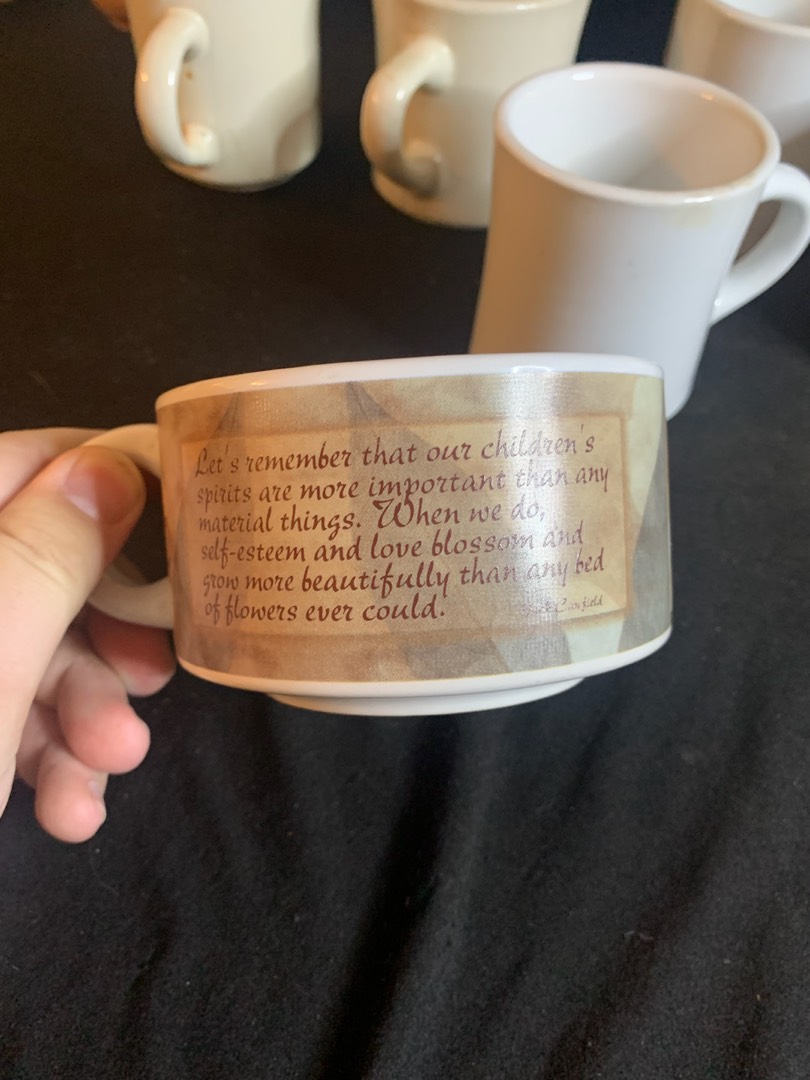 Let's remember that our children's
spirits are more important than any
material things. When we do,
self-esteem and love blossom and
grow more beautifully than any bed
of flowers ever could.
Canfield